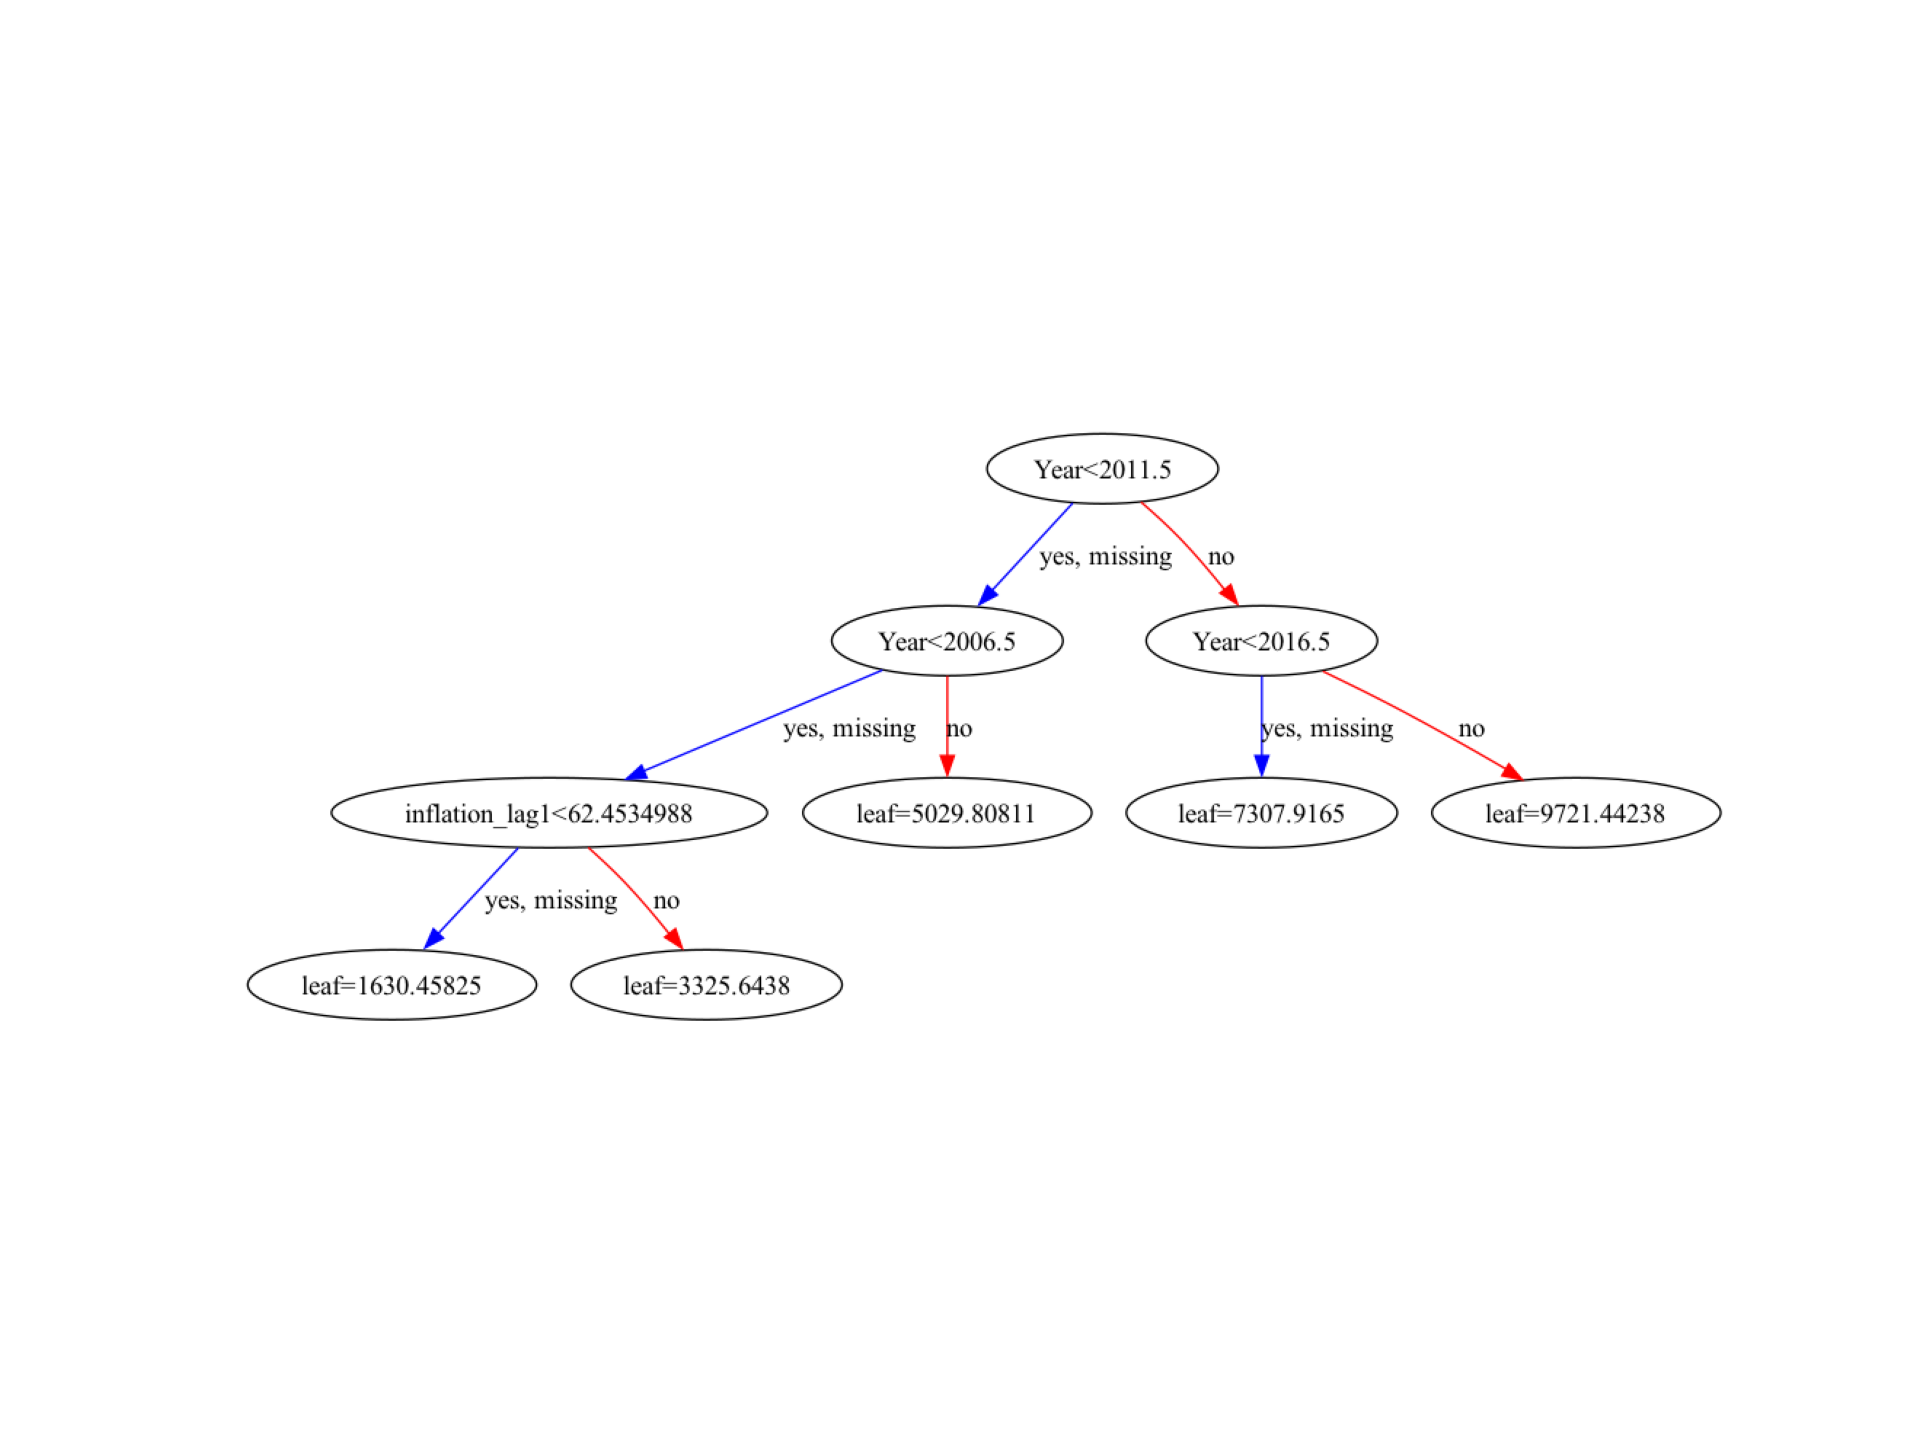 Year<2011.5
yes, missing
no
Year<2006.5
Year<2016.5
yes, missing
no
yes, missing
no
inflation_lag1<62.4534988
leaf=5029.80811
leaf=7307.9165
leaf=9721.44238
yes, missing
no
leaf=1630.45825
leaf=3325.6438